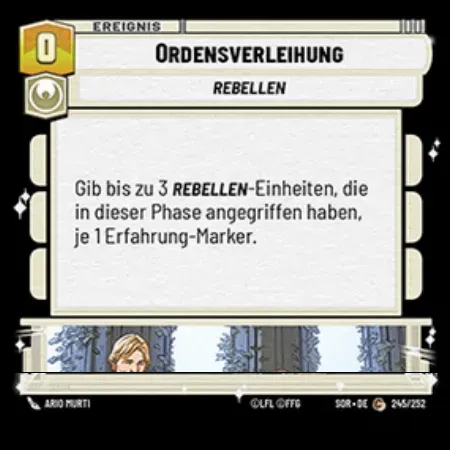 EREIGNIS
0
ORDENSVERLEIHUNG
REBELLEN
Gib bis zu 3 REBELLEN-Einheiten, die
in dieser Phase angegriffen haben,
je 1 Erfahrung-Marker.
ARIO MURTI
©LFL ©FFG
SOR • DE
245/252